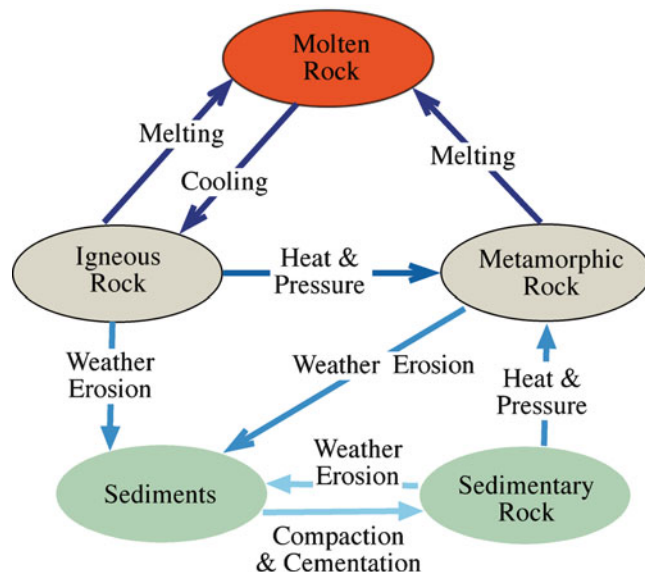 Molten
Rock
Melting
Melting
Cooling
Igneous
Rock
Heat &
Pressure
Metamorphic
Rock
Weather
Erosion
Weather Erosion
Heat &
Pressure
Weather
Erosion
Sediments
Sedimentary
Rock
Compaction
& Cementation